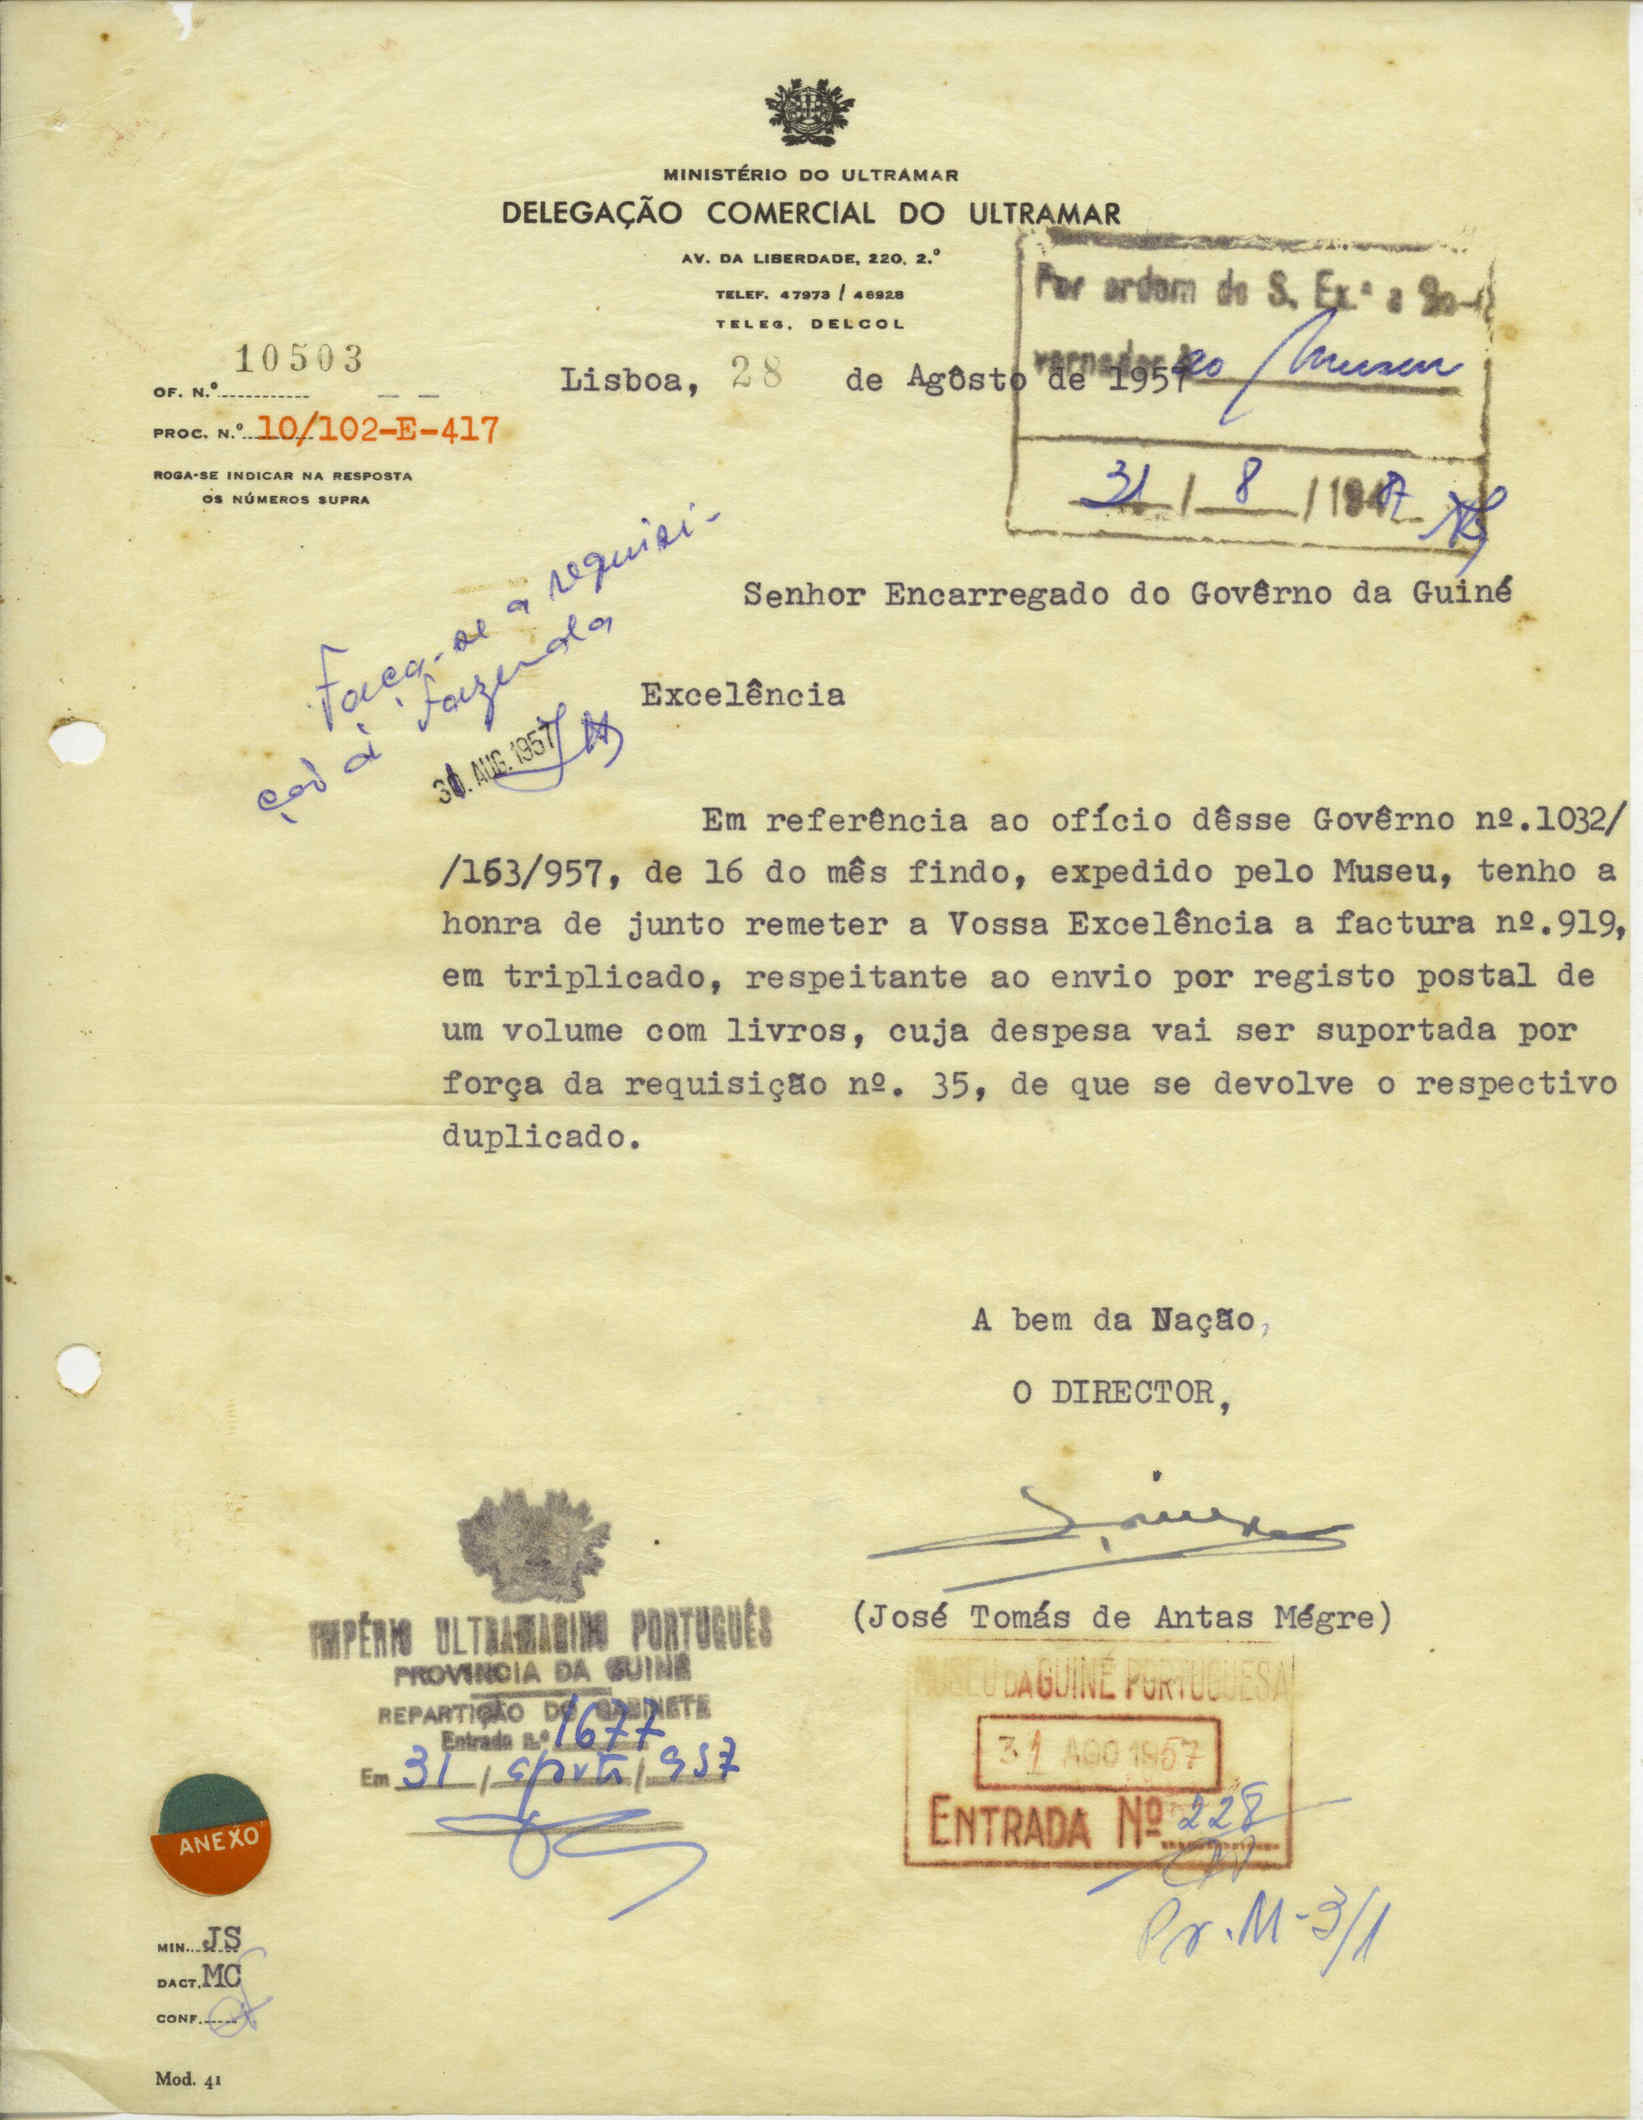 MINISTÉRIO DO ULTRAMAR
DELEGAÇÃO COMERCIAL DO ULTRAMAR
AV. DA LIBERDADE, 220, 2.º
TELEF. 47973 / 46928
TELEG. DELCOL
Por ordem de S. Ex.ª o Go-
vernador ao Museu
31 / 8 / 1957
OF. N.º 10503
PROC. N.º 10/102-E-417
ROGA-SE INDICAR NA RESPOSTA
OS NÚMEROS SUPRA
Lisboa, 28 de Agôsto de 1957
Faça-se a requisi-
ção à Fazenda
31. AUG. 1957
Senhor Encarregado do Govêrno da Guiné
Excelência
Em referência ao ofício dêsse Govêrno nº.1032/
/163/957, de 16 do mês findo, expedido pelo Museu, tenho a
honra de junto remeter a Vossa Excelência a factura nº.919,
em triplicado, respeitante ao envio por registo postal de
um volume com livros, cuja despesa vai ser suportada por
força da requisição nº. 35, de que se devolve o respectivo
duplicado.
A bem da Nação,
O DIRECTOR,
(José Tomás de Antas Mégre)
IMPÉRIO ULTRAMARINO PORTUGUÊS
PROVINCIA DA GUINÉ
REPARTIÇÃO DO GABINETE
Entrada n.º 1677
Em 31 / agosto / 957
MUSEU DA GUINÉ PORTUGUESA
31 AGO 1957
ENTRADA Nº 228
Pr. M-3/1
ANEXO
MIN. JS
DACT. MC
CONF.
Mod. 41